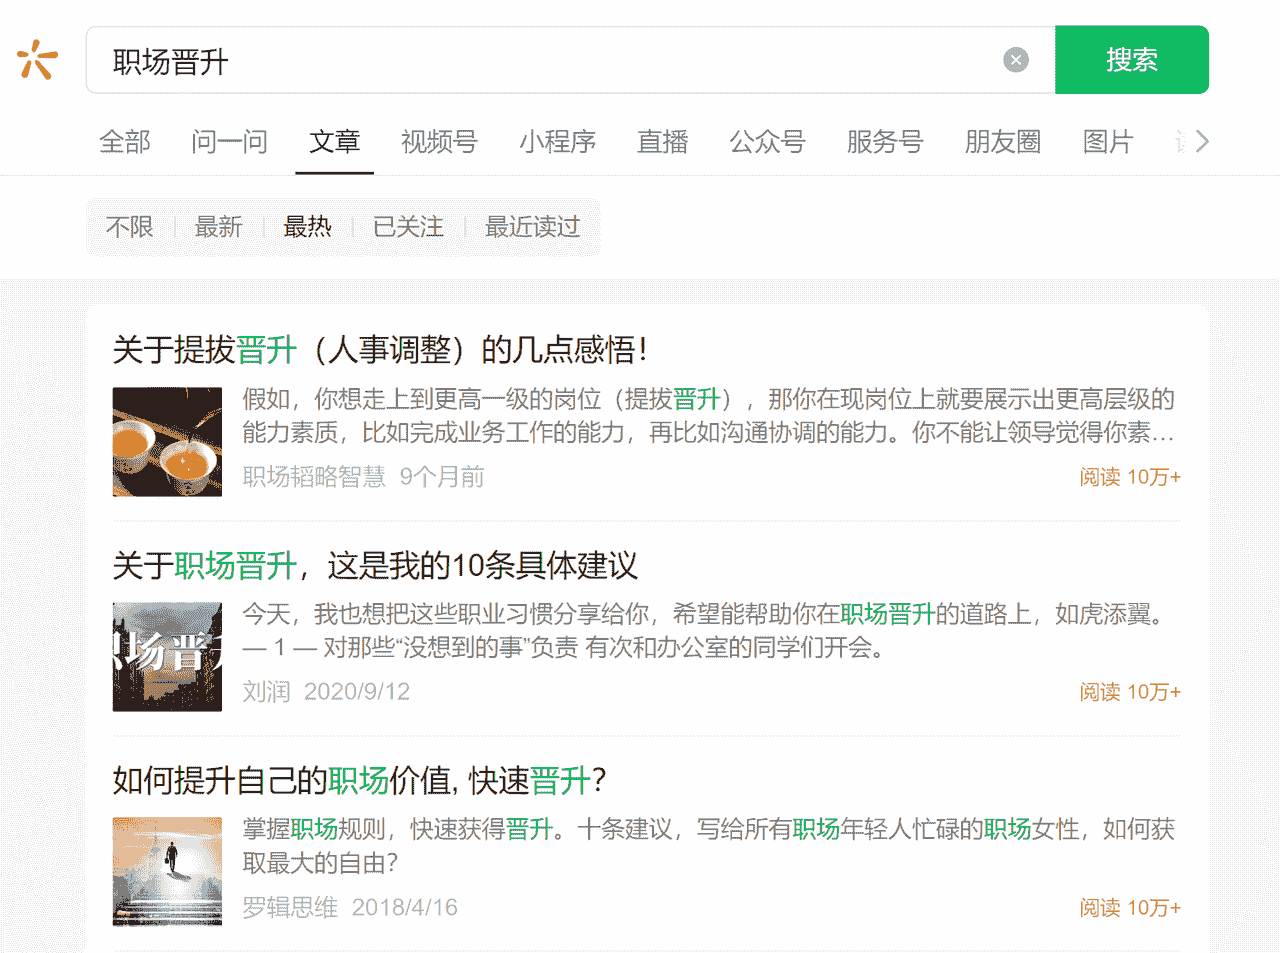 职场晋升
搜索
全部 问一问 文章 视频号 小程序 直播 公众号 服务号 朋友圈 图片
不限 最新 最热 已关注 最近读过
关于提拔晋升（人事调整）的几点感悟！
假如，你想走上到更高一级的岗位（提拔晋升），那你在现岗位上就要展示出更高层级的
能力素质，比如完成业务工作的能力，再比如沟通协调的能力。你不能让领导觉得你素…
职场韬略智慧 9个月前
阅读 10万+
关于职场晋升，这是我的10条具体建议
职场晋升
今天，我也想把这些职业习惯分享给你，希望能帮助你在职场晋升的道路上，如虎添翼。
— 1 — 对那些“没想到的事”负责 有次和办公室的同学们开会。
刘润 2020/9/12
阅读 10万+
如何提升自己的职场价值, 快速晋升？
掌握职场规则，快速获得晋升。十条建议，写给所有职场年轻人忙碌的职场女性，如何获
取最大的自由？
罗辑思维 2018/4/16
阅读 10万+